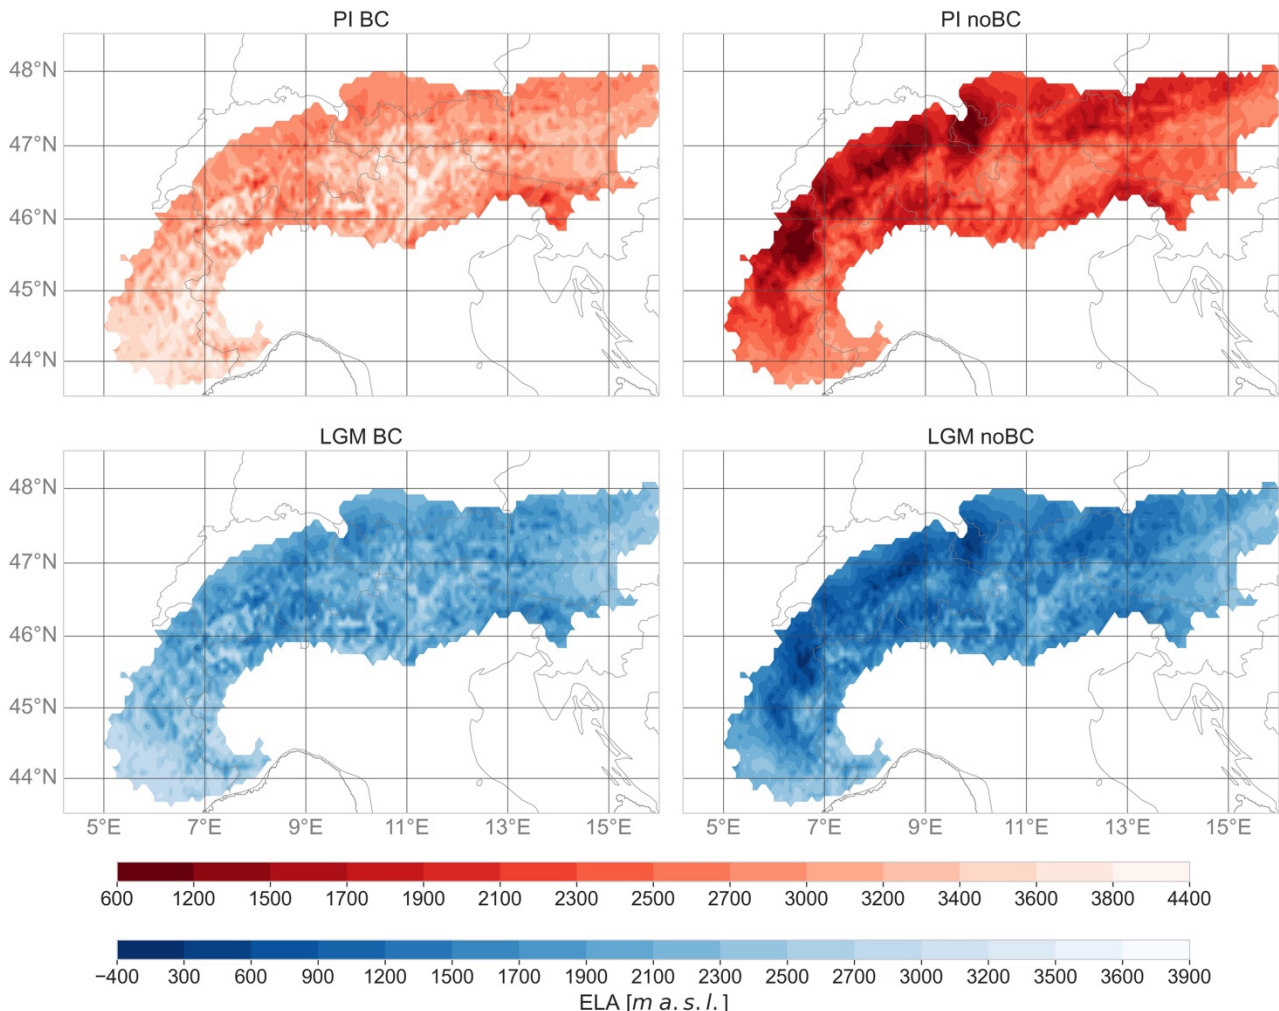 PI BC
PI noBC
48°N
47°N
46°N
45°N
44°N
LGM BC
LGM noBC
48°N
47°N
46°N
45°N
44°N
5°E 7°E 9°E 11°E 13°E 15°E
5°E 7°E 9°E 11°E 13°E 15°E
600 1200 1500 1700 1900 2100 2300 2500 2700 3000 3200 3400 3600 3800 4400
−400 300 600 900 1200 1500 1700 1900 2100 2300 2500 2700 3000 3200 3500 3600 3900
ELA [m a. s. l.]